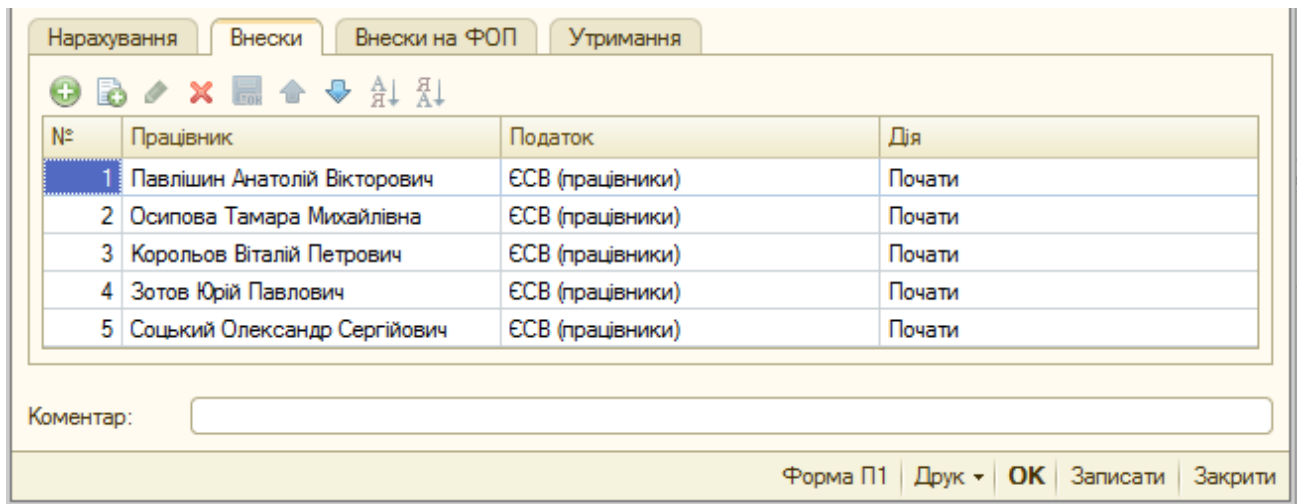 Нарахування Внески Внески на ФОП Утримання
№ Працівник Податок Дія
1 Павлішин Анатолій Вікторович ЄСВ (працівники) Почати
2 Осипова Тамара Михайлівна ЄСВ (працівники) Почати
3 Корольов Віталій Петрович ЄСВ (працівники) Почати
4 Зотов Юрій Павлович ЄСВ (працівники) Почати
5 Соцький Олександр Сергійович ЄСВ (працівники) Почати
Коментар:
Форма П1 Друк OK Записати Закрити